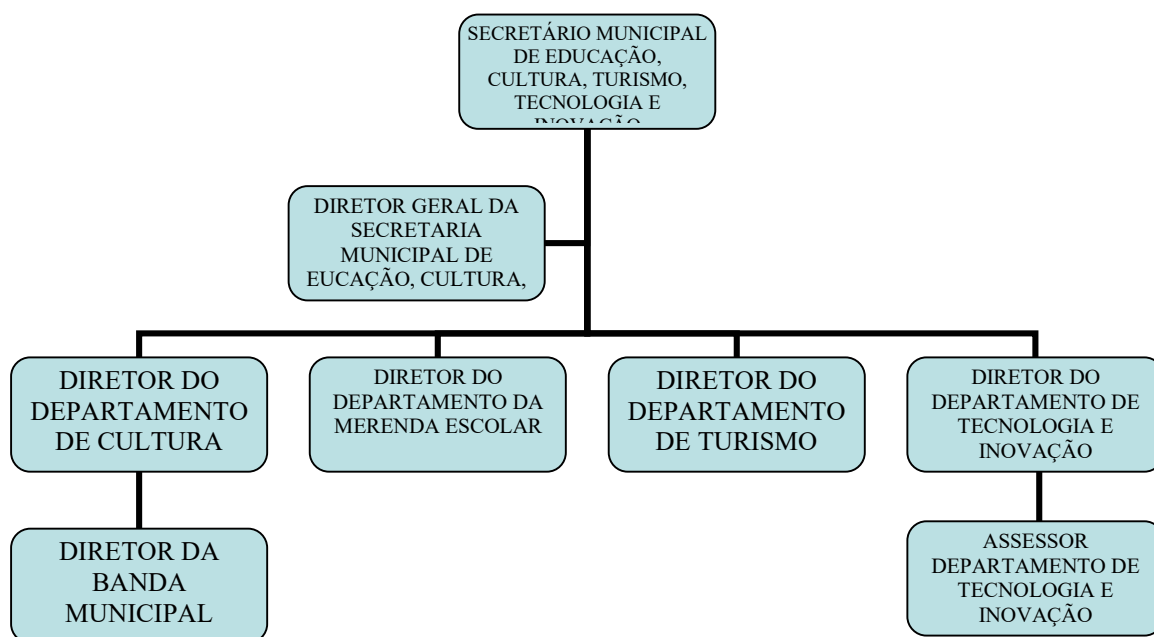 SECRETÁRIO MUNICIPAL
DE EDUCAÇÃO,
CULTURA, TURISMO,
TECNOLOGIA E
INOVAÇÃO
DIRETOR GERAL DA
SECRETARIA
MUNICIPAL DE
EUCAÇÃO, CULTURA,
DIRETOR DO
DEPARTAMENTO
DE CULTURA
DIRETOR DO
DEPARTAMENTO DA
MERENDA ESCOLAR
DIRETOR DO
DEPARTAMENTO
DE TURISMO
DIRETOR DO
DEPARTAMENTO DE
TECNOLOGIA E
INOVAÇÃO
DIRETOR DA
BANDA
MUNICIPAL
ASSESSOR
DEPARTAMENTO DE
TECNOLOGIA E
INOVAÇÃO